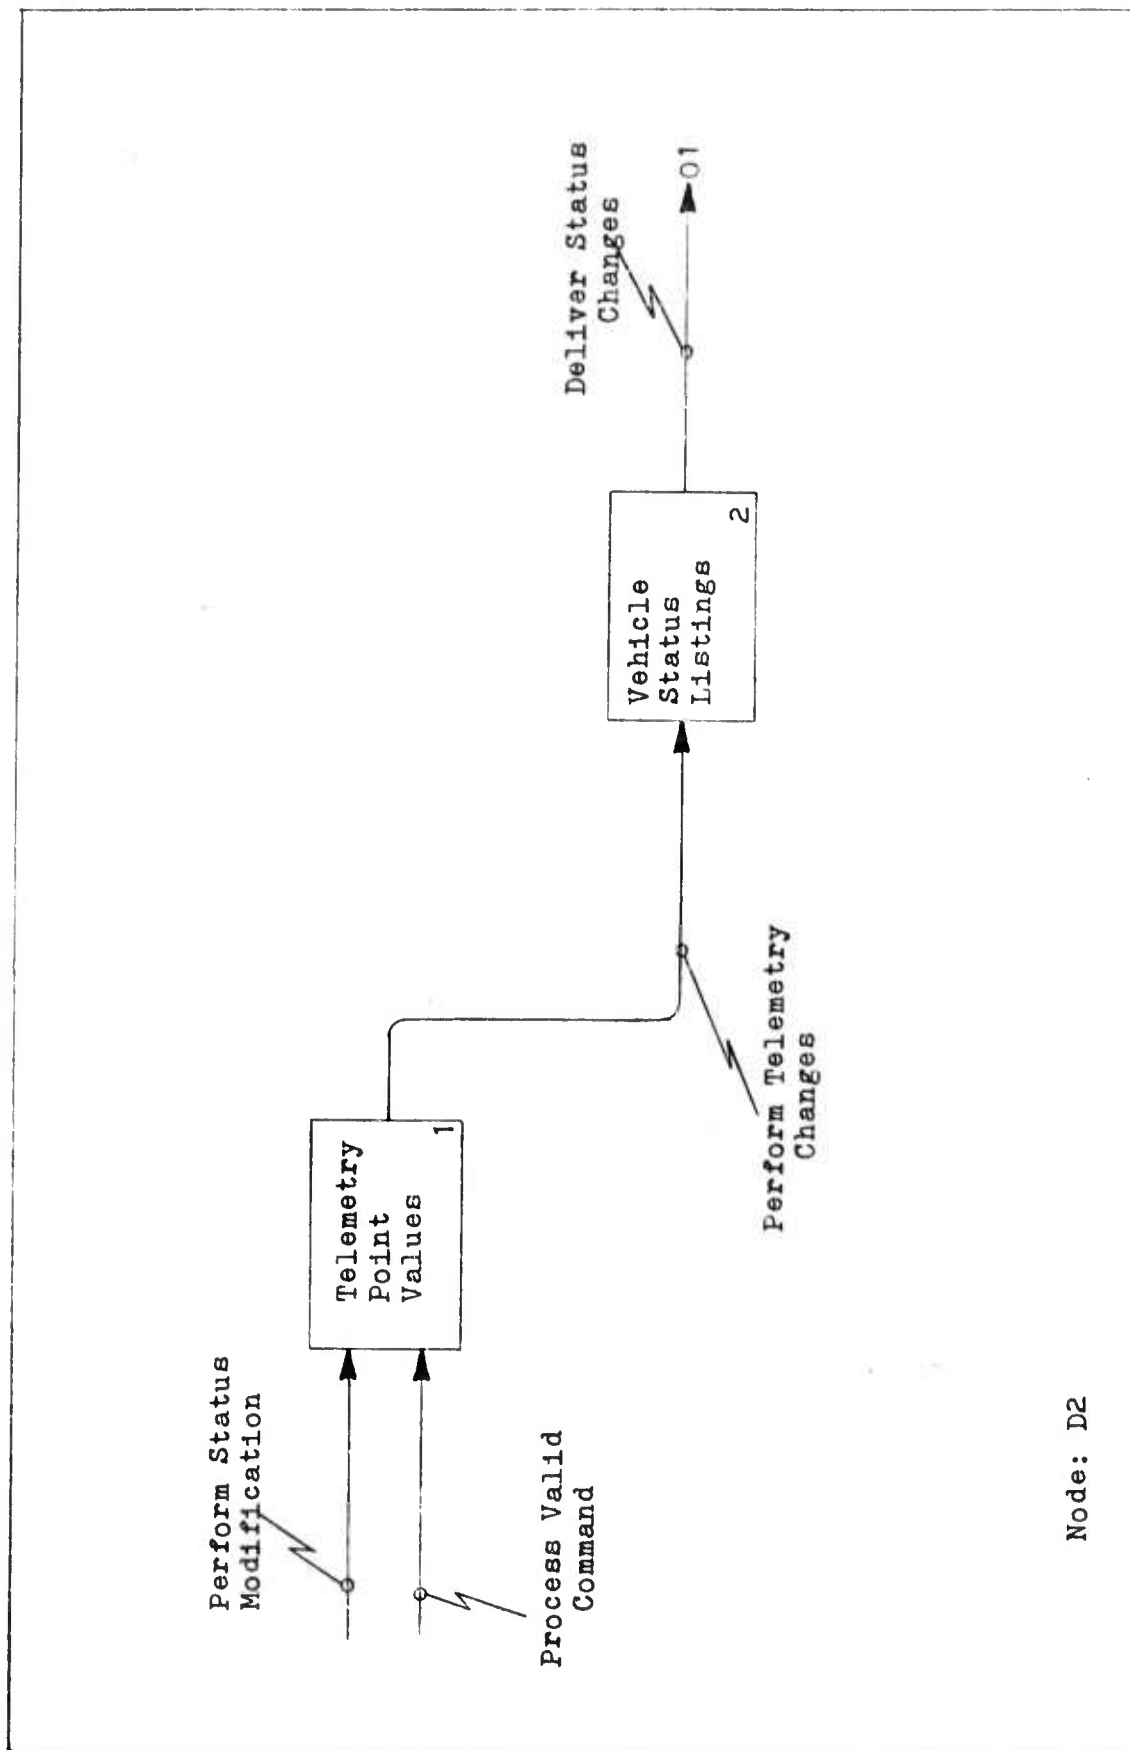 Perform Status
Modification
Process Valid
Command
Telemetry
Point
Values
1
Perform Telemetry
Changes
Vehicle
Status
Listings
2
Deliver Status
Changes
01
Node: D2